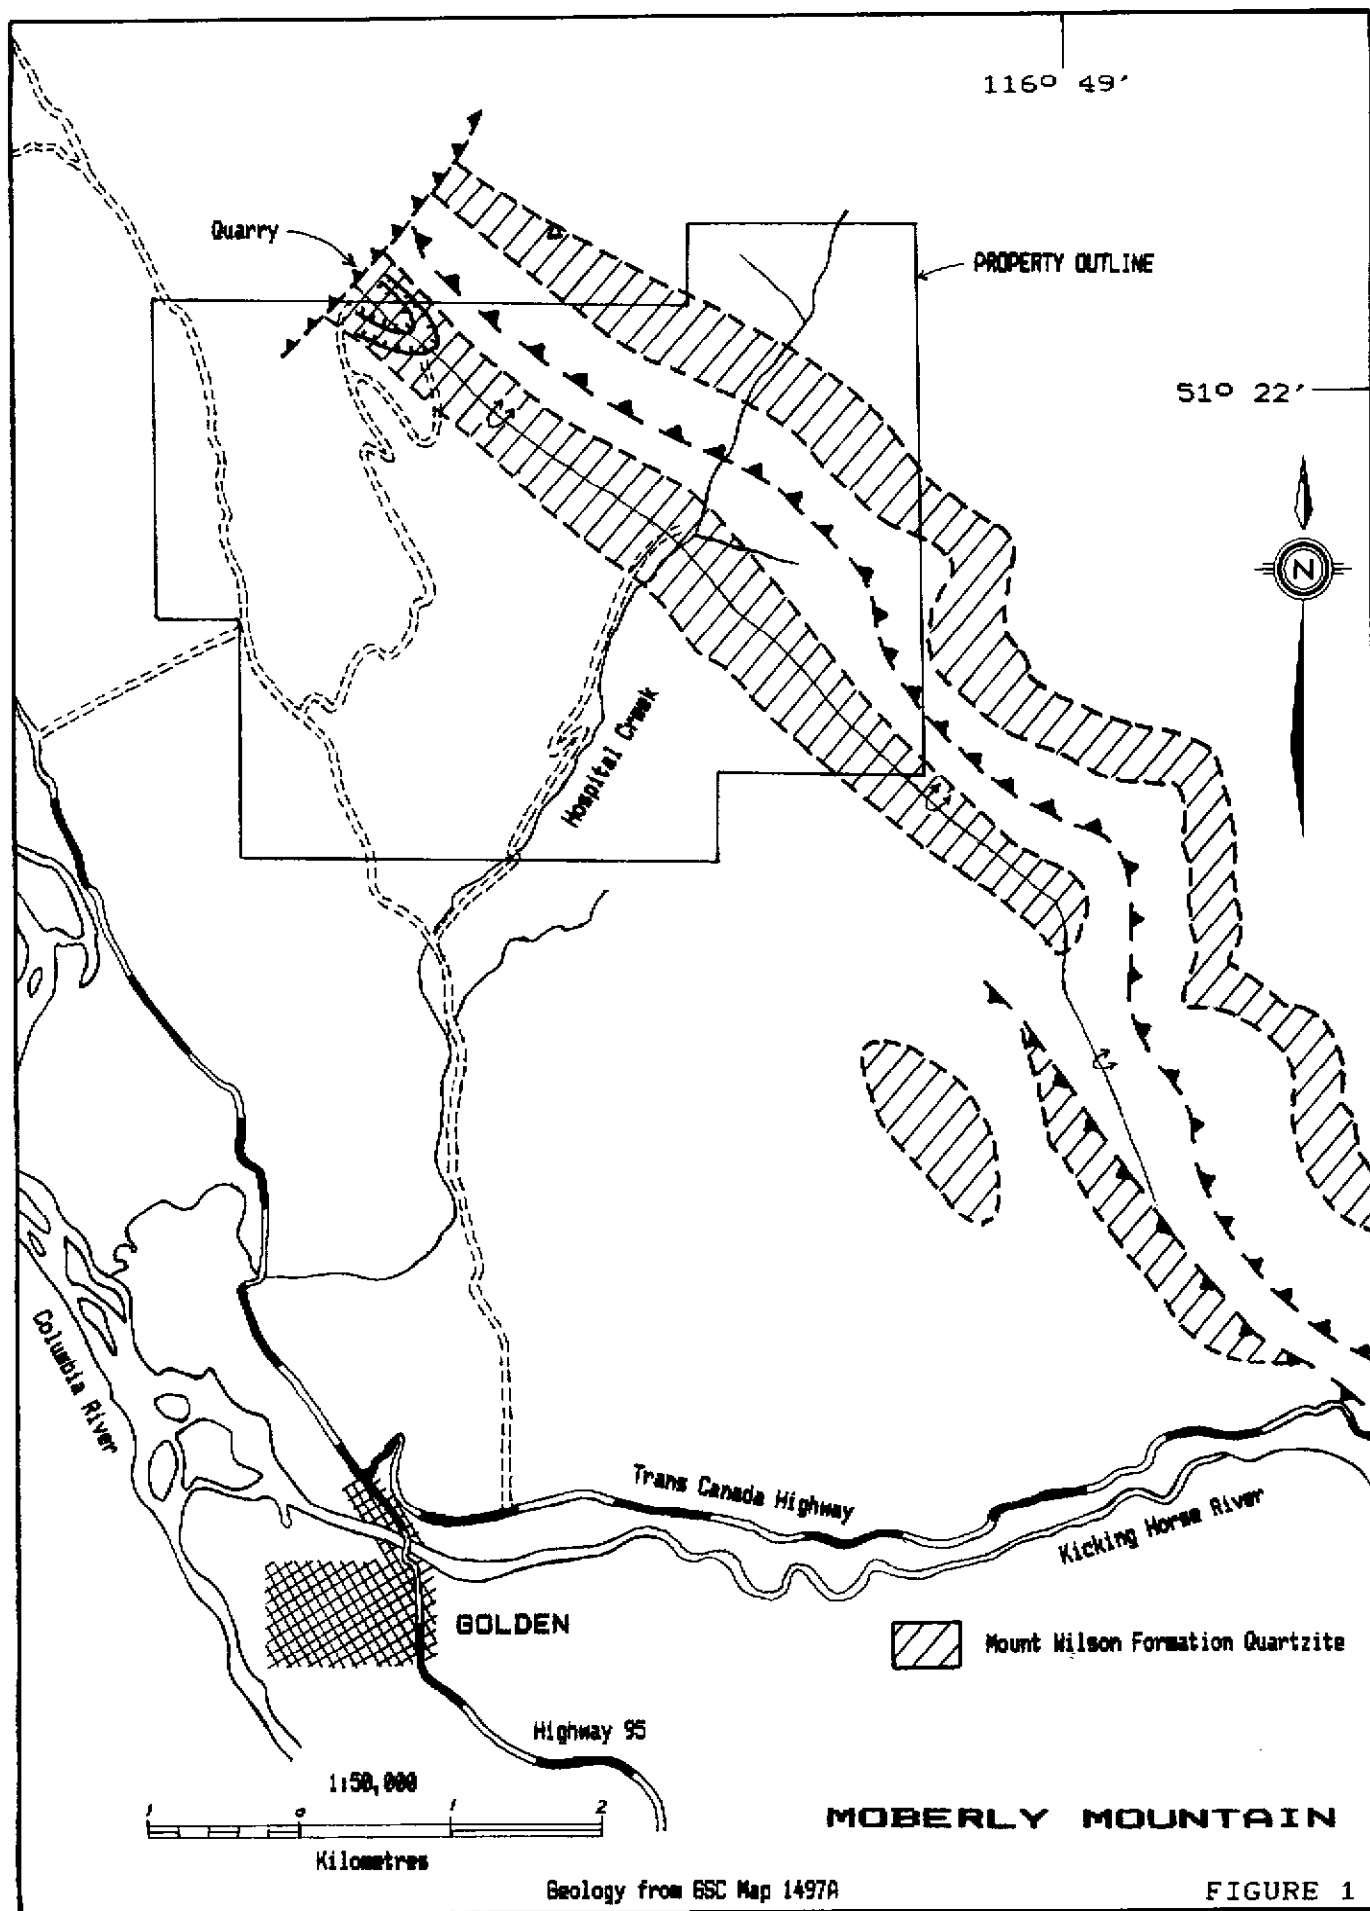 116º 49'
Quarry
PROPERTY OUTLINE
51º 22'
N
Hospital Creek
Columbia River
Trans Canada Highway
Kicking Horse River
GOLDEN
Mount Wilson Formation Quartzite
Highway 95
1:50,000
1 0 1 2
Kilometres
MOBERLY MOUNTAIN
Geology from GSC Map 1497A
FIGURE 1